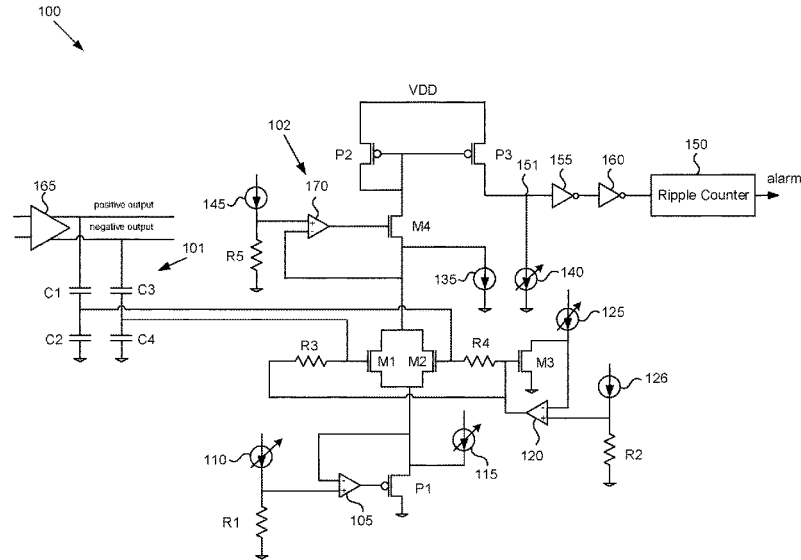 100
VDD
102
P2
P3
151
155
160
150
Ripple Counter
alarm
165
positive output
negative output
145
170
M4
101
R5
135
140
C1
C3
125
C2
C4
R3
M1
M2
R4
M3
126
110
120
R2
115
P1
R1
105
+
-
+
-
-
+